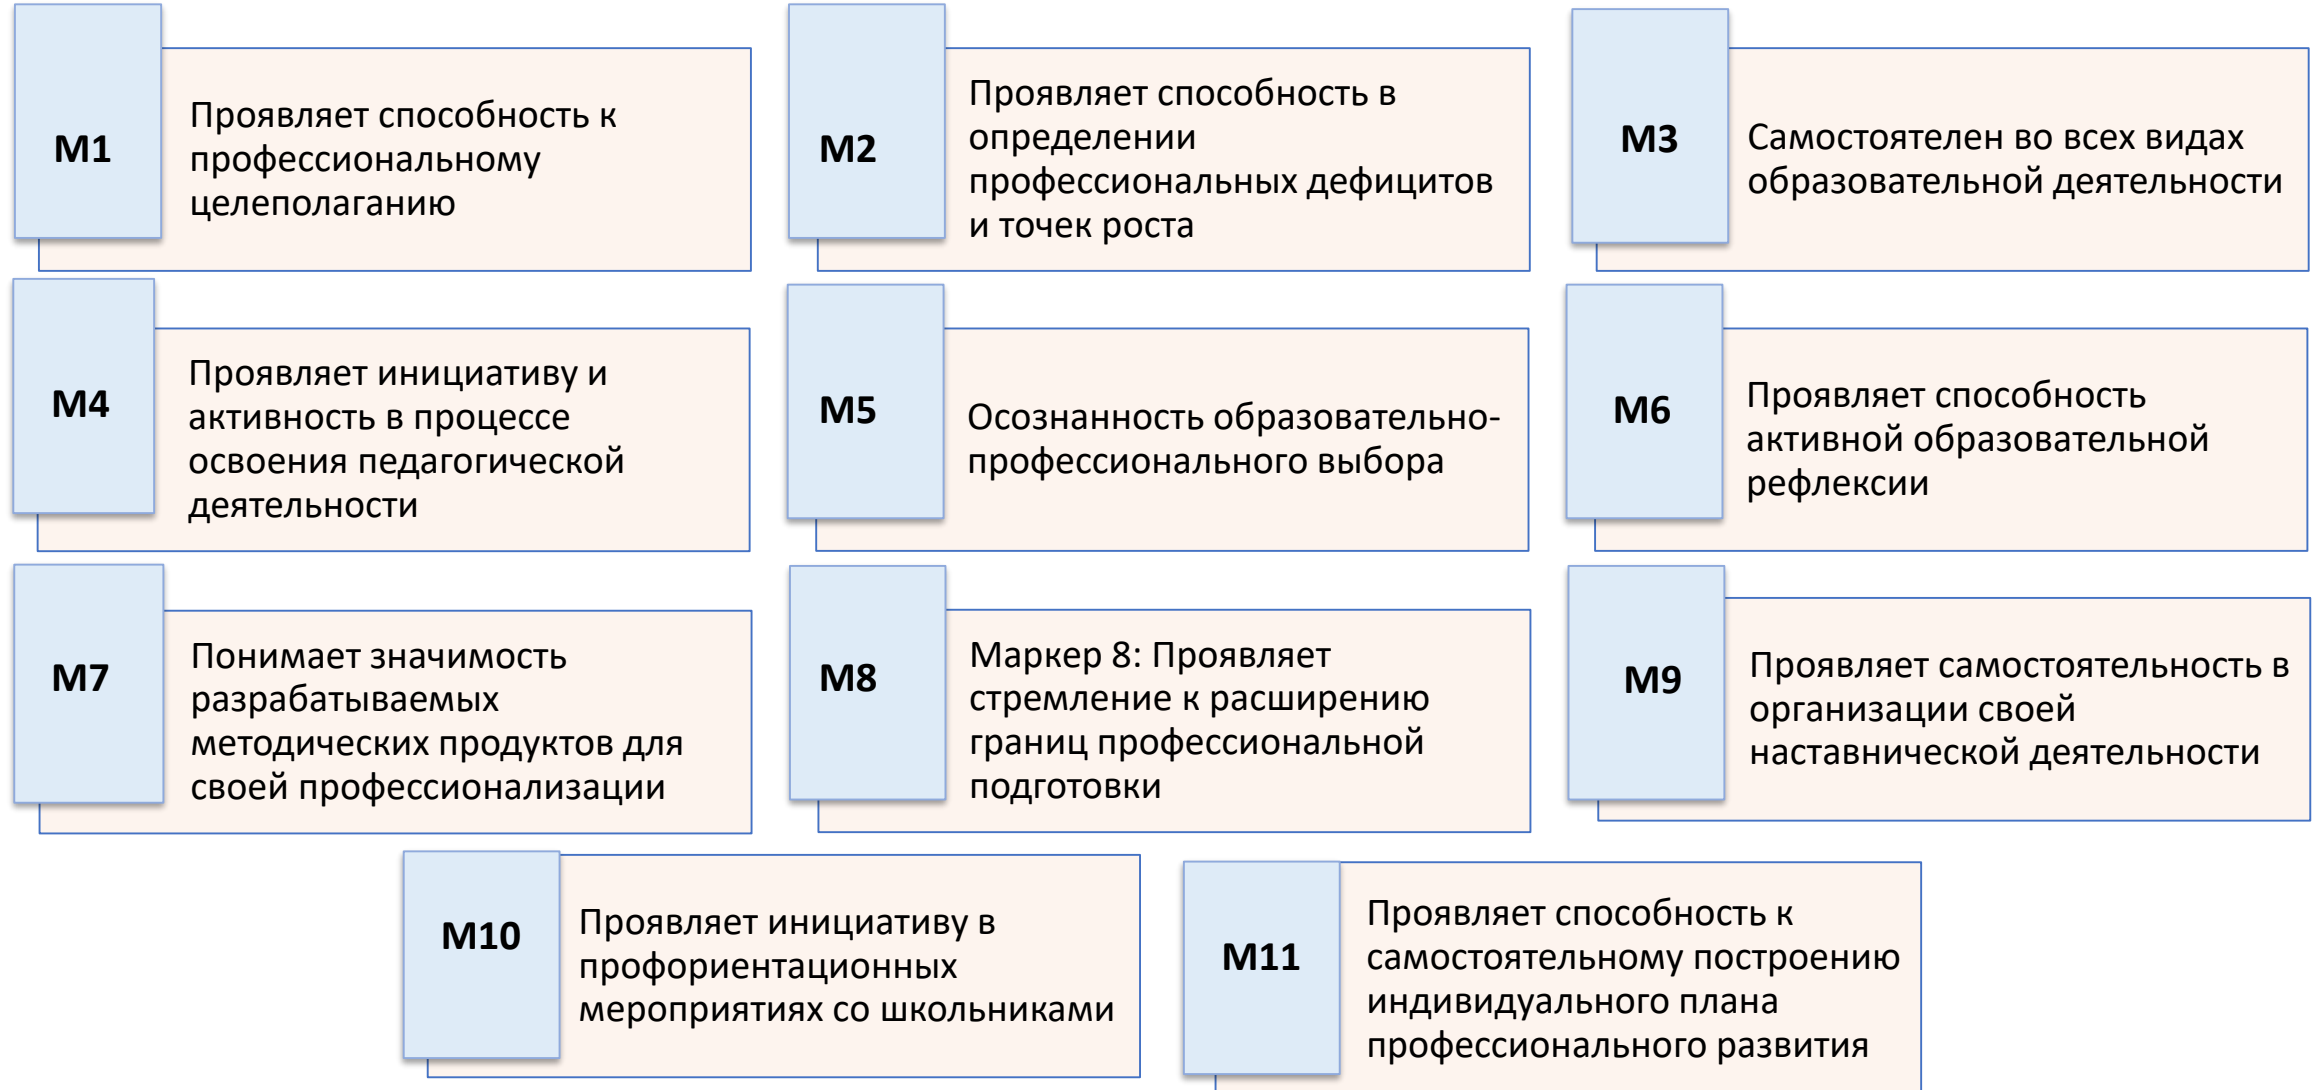 М1
Проявляет способность к
профессиональному
целеполаганию
М2
Проявляет способность в
определении
профессиональных дефицитов
и точек роста
М3
Самостоятелен во всех видах
образовательной деятельности
М4
Проявляет инициативу и
активность в процессе
освоения педагогической
деятельности
М5
Осознанность образовательно-
профессионального выбора
М6
Проявляет способность
активной образовательной
рефлексии
М7
Понимает значимость
разрабатываемых
методических продуктов для
своей профессионализации
М8
Маркер 8: Проявляет
стремление к расширению
границ профессиональной
подготовки
М9
Проявляет самостоятельность в
организации своей
наставнической деятельности
М10
Проявляет инициативу в
профориентационных
мероприятиях со школьниками
М11
Проявляет способность к
самостоятельному построению
индивидуального плана
профессионального развития